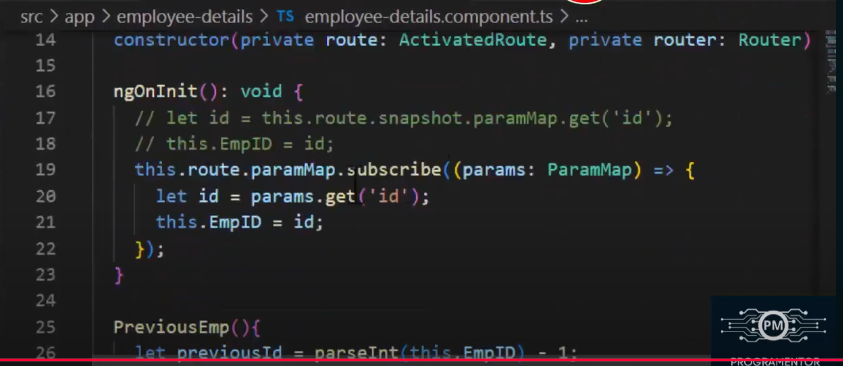 src > app > employee-details > TS employee-details.component.ts > ...
14 constructor(private route: ActivatedRoute, private router: Router)
15
16 ngOnInit(): void {
17 // let id = this.route.snapshot.paramMap.get('id');
18 // this.EmpID = id;
19 this.route.paramMap.subscribe((params: ParamMap) => {
20 let id = params.get('id');
21 this.EmpID = id;
22 });
23 }
24
25 PreviousEmp(){
26 let previousId = parseInt(this.EmpID) - 1;
PM
PROGRAMENTOR